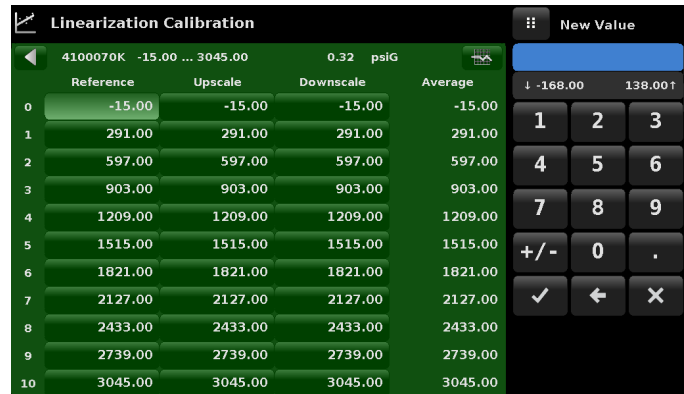 Linearization Calibration
4100070K -15.00 ... 3045.00 0.32 psiG
Reference Upscale Downscale Average
0 -15.00 -15.00 -15.00 -15.00
1 291.00 291.00 291.00 291.00
2 597.00 597.00 597.00 597.00
3 903.00 903.00 903.00 903.00
4 1209.00 1209.00 1209.00 1209.00
5 1515.00 1515.00 1515.00 1515.00
6 1821.00 1821.00 1821.00 1821.00
7 2127.00 2127.00 2127.00 2127.00
8 2433.00 2433.00 2433.00 2433.00
9 2739.00 2739.00 2739.00 2739.00
10 3045.00 3045.00 3045.00 3045.00
New Value
↓ -168.00 138.00↑
1 2 3
4 5 6
7 8 9
+/- 0 .